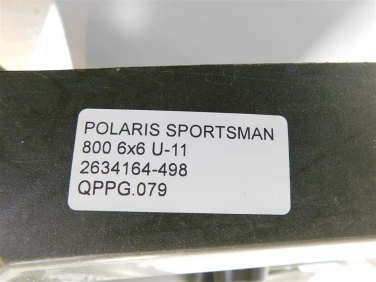 POLARIS SPORTSMAN
800 6x6 U-11
2634164-498
QPPG.079